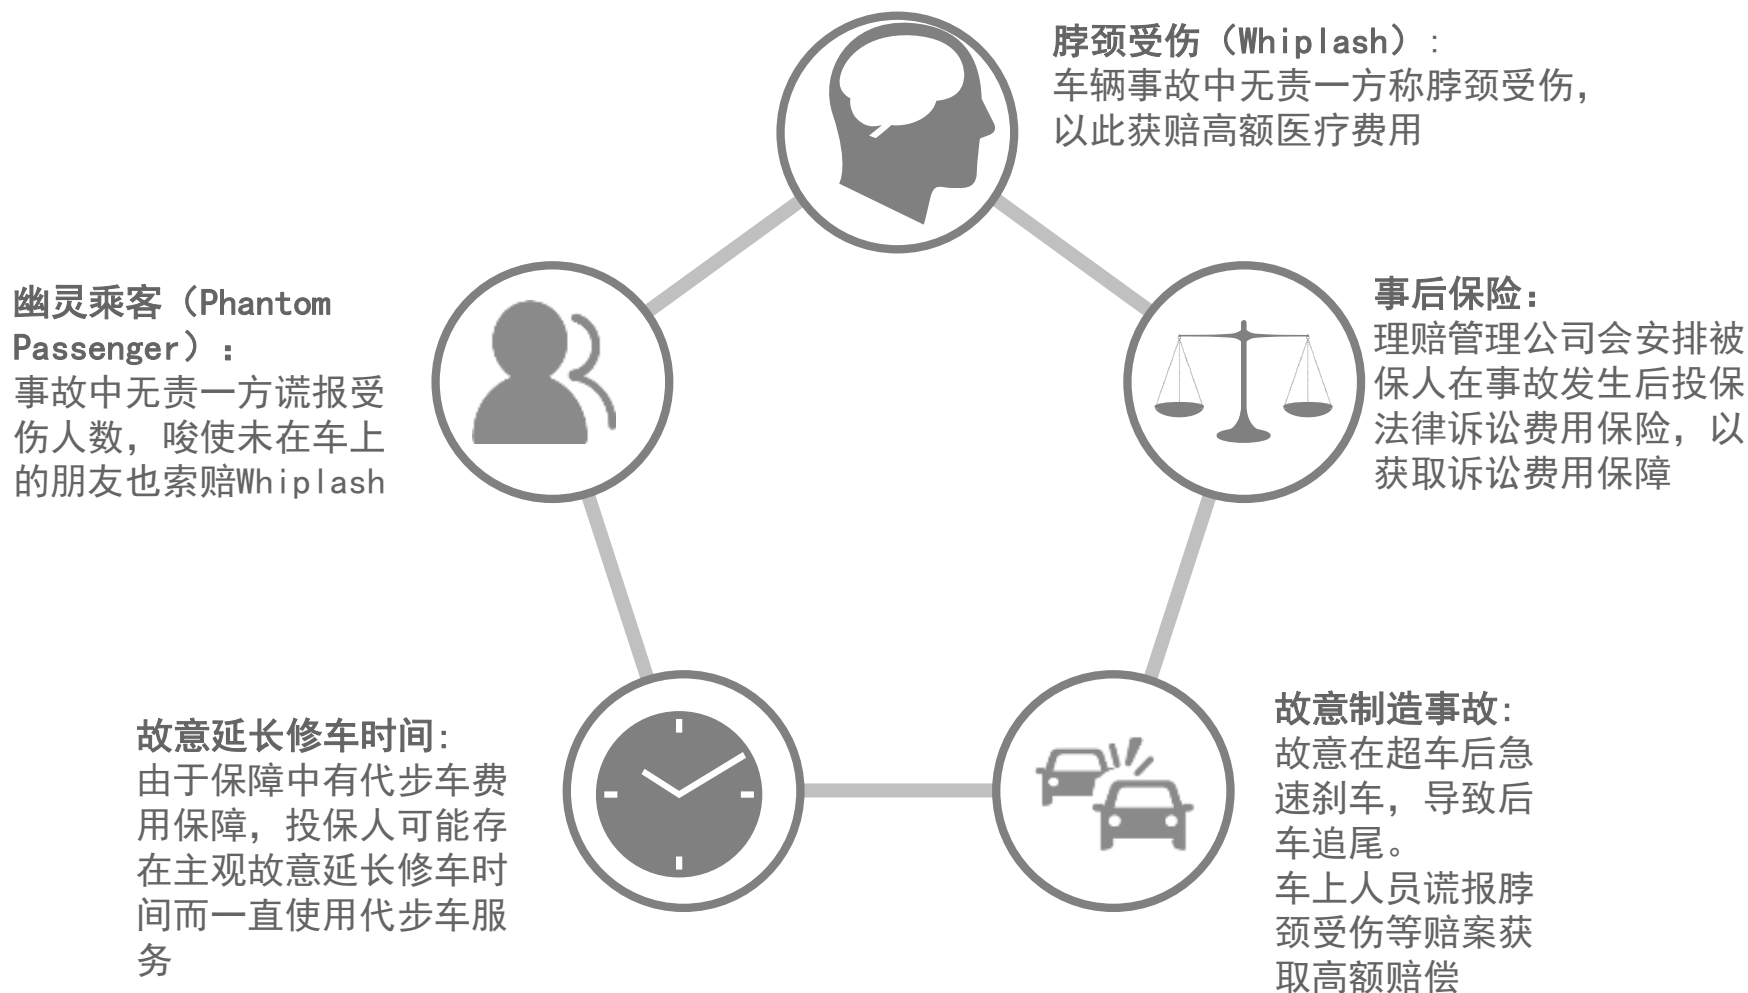 脖颈受伤（Whiplash）:
车辆事故中无责一方称脖颈受伤，
以此获赔高额医疗费用
幽灵乘客（Phantom
Passenger）：
事故中无责一方谎报受
伤人数，唆使未在车上
的朋友也索赔Whiplash
事后保险：
理赔管理公司会安排被
保人在事故发生后投保
法律诉讼费用保险，以
获取诉讼费用保障
故意延长修车时间:
由于保障中有代步车费
用保障，投保人可能存
在主观故意延长修车时
间而一直使用代步车服
务
故意制造事故:
故意在超车后急
速刹车，导致后
车追尾。
车上人员谎报脖
颈受伤等赔案获
取高额赔偿